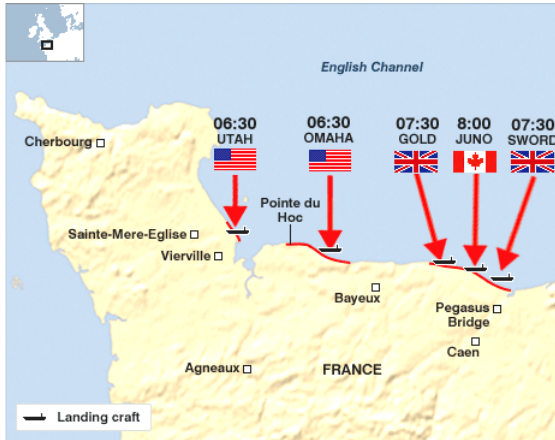 English Channel
06:30
UTAH
06:30
OMAHA
07:30
GOLD
8:00
JUNO
07:30
SWORD
Cherbourg
Pointe du
Hoc
Sainte-Mere-Eglise
Vierville
Bayeux
Pegasus
Bridge
Caen
Agneaux
FRANCE
Landing craft